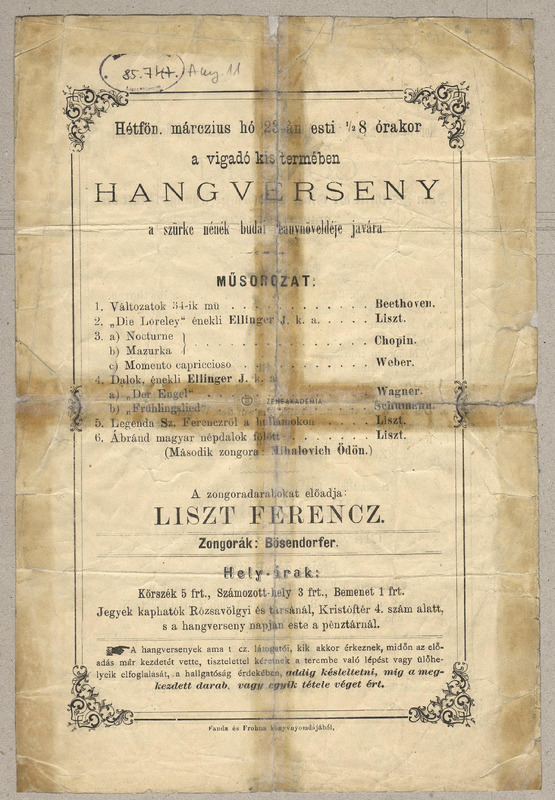 85.747. Aug. 11
Hétfőn, márczius hó 23-án esti 1/2 8 órakor
a vigadó kis termében
HANGVERSENY
a szürke nénék budai leánynöveldéje javára
MŰSOROZAT:
1. Változatok 34-ik mű . . . . . . . . . . . . Beethoven.
2. „Die Loreley" énekli Ellinger J. k. a. . . . . . Liszt.
3. a) Nocturne
b) Mazurka } . . . . . . . . . . . . . Chopin.
c) Momento capriccioso . . . . . . . . . . Weber.
4. Dalok, énekli Ellinger J. k. a.
a) „Der Engel" Wagner.
b) „Frühlingslied" Schumann.
ZENEAKADÉMIA
5. Legenda Sz. Ferenczről a hullámokon Liszt.
6. Ábránd magyar népdalok fölött . . . . . . Liszt.
(Második zongora: Mihalovich Ödön.)
A zongoradarabokat előadja:
LISZT FERENCZ.
Zongorák: Bösendorfer.
Hely-árak:
Körszék 5 frt., Számozott-hely 3 frt., Bemenet 1 frt.
Jegyek kaphatók Rózsavölgyi és társánál, Kristóftér 4. szám alatt,
s a hangverseny napján este a pénztárnál.
☛ A hangversenyek ama t. cz. látogatói, kik akkor érkeznek, midőn az elő-
adás már kezdetét vette, tisztelettel kéretnek a terembe való lépést vagy ülőhe-
lyeik elfoglalását, a hallgatóság érdekében, addig késleltetni, míg a meg-
kezdett darab, vagy egyik tétele véget ért.
Fanda és Frohna könyvnyomdájából.